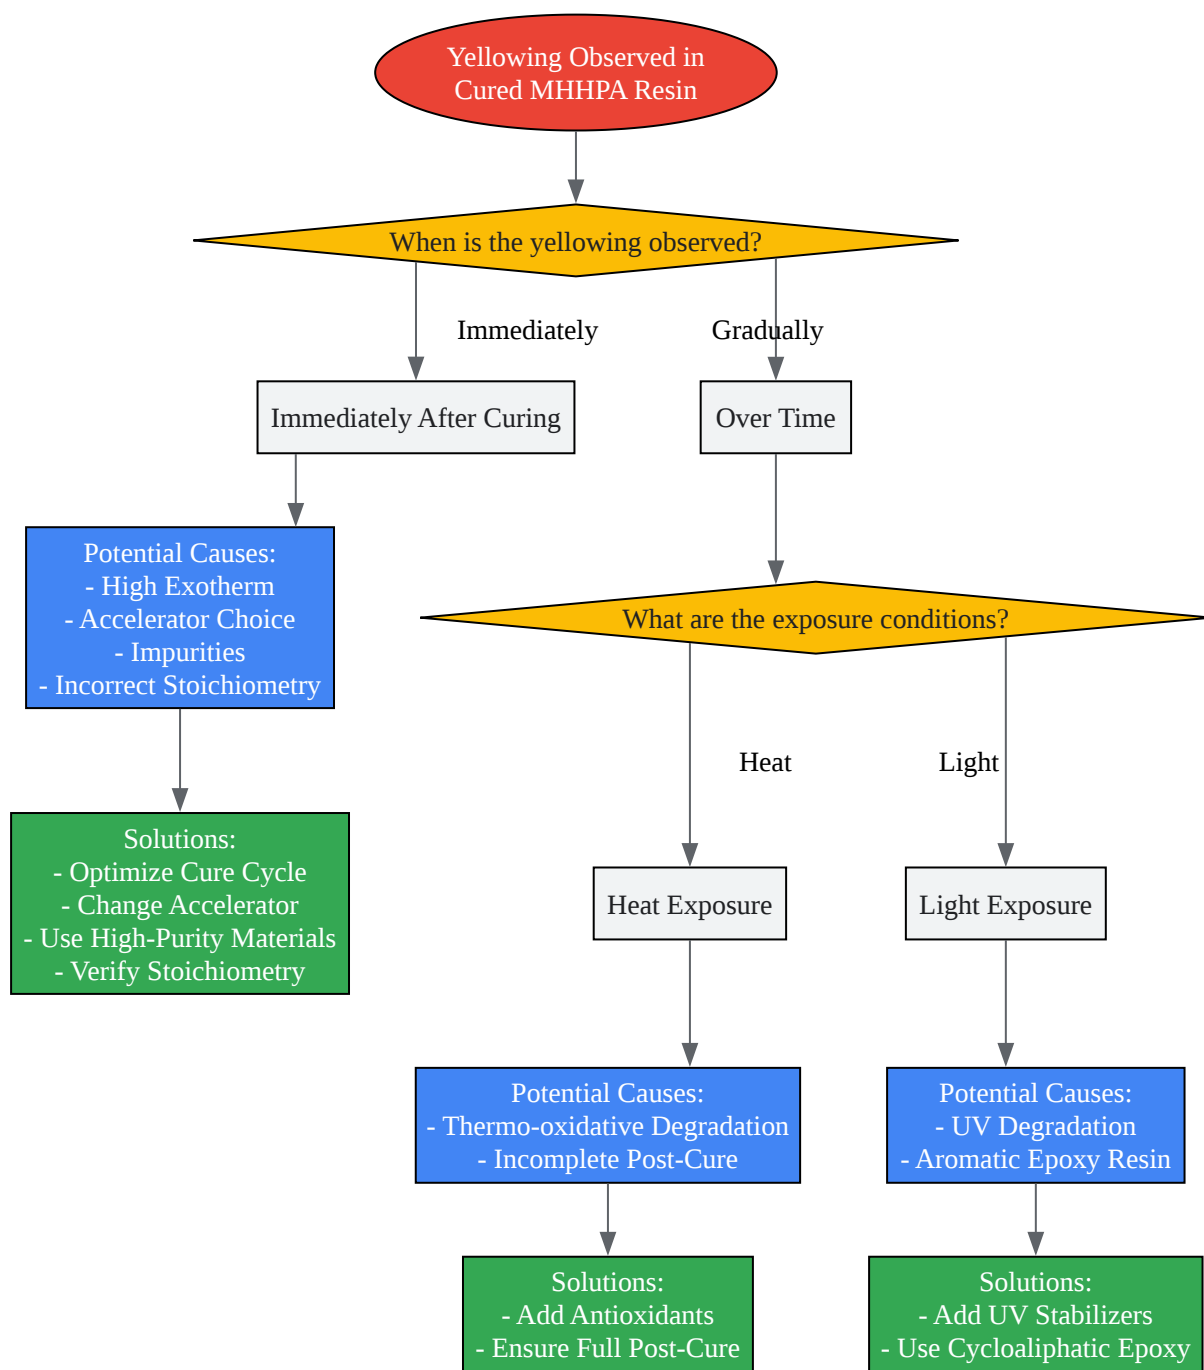 Yellowing Observed in
Cured MHHPA Resin
When is the yellowing observed?
Immediately
Gradually
Immediately After Curing
Over Time
Potential Causes:
- High Exotherm
- Accelerator Choice
- Impurities
- Incorrect Stoichiometry
What are the exposure conditions?
Heat
Light
Solutions:
- Optimize Cure Cycle
- Change Accelerator
- Use High-Purity Materials
- Verify Stoichiometry
Heat Exposure
Light Exposure
Potential Causes:
- Thermo-oxidative Degradation
- Incomplete Post-Cure
Potential Causes:
- UV Degradation
- Aromatic Epoxy Resin
Solutions:
- Add Antioxidants
- Ensure Full Post-Cure
Solutions:
- Add UV Stabilizers
- Use Cycloaliphatic Epoxy